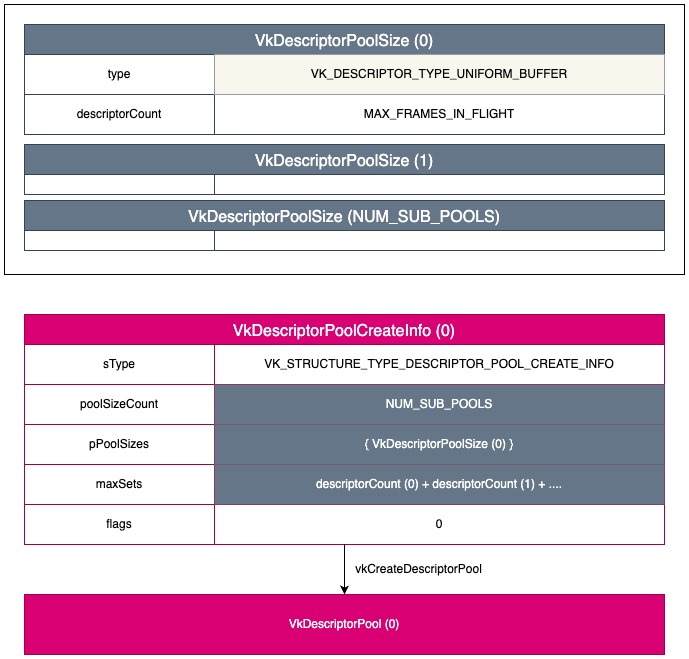 VkDescriptorPoolSize (0)
type
VK_DESCRIPTOR_TYPE_UNIFORM_BUFFER
descriptorCount
MAX_FRAMES_IN_FLIGHT
VkDescriptorPoolSize (1)
VkDescriptorPoolSize (NUM_SUB_POOLS)
VkDescriptorPoolCreateInfo (0)
sType
VK_STRUCTURE_TYPE_DESCRIPTOR_POOL_CREATE_INFO
poolSizeCount
NUM_SUB_POOLS
pPoolSizes
{ VkDescriptorPoolSize (0) }
maxSets
descriptorCount (0) + descriptorCount (1) + ....
flags
0
vkCreateDescriptorPool
VkDescriptorPool (0)